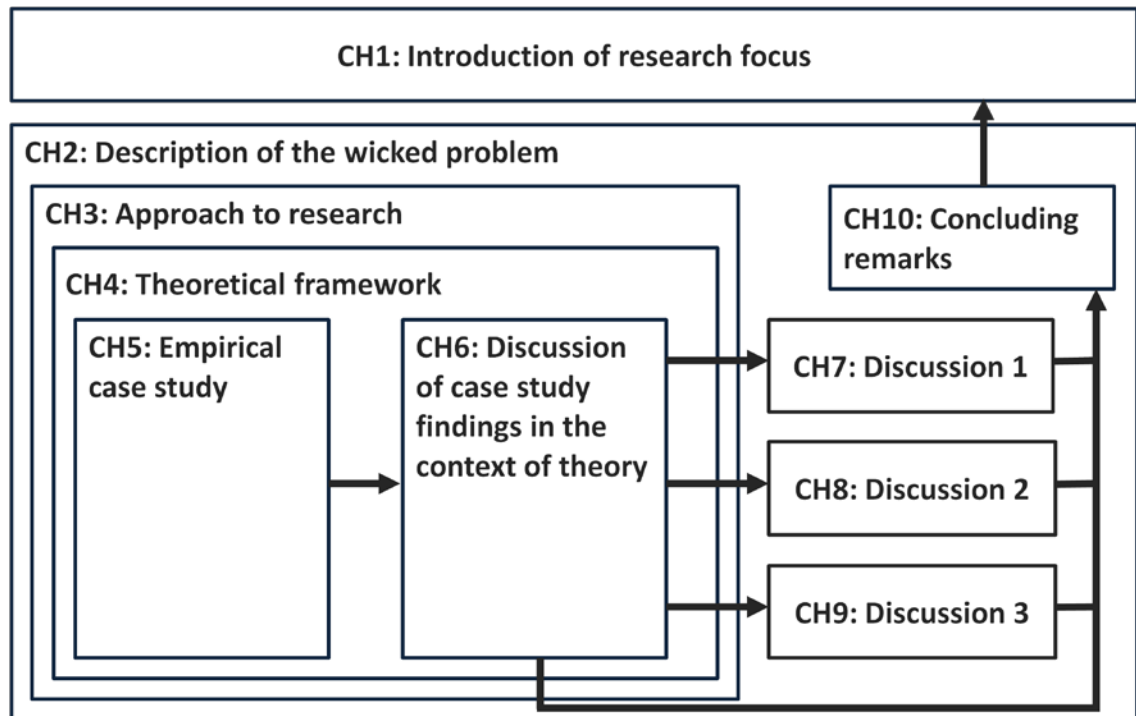 CH1: Introduction of research focus
CH2: Description of the wicked problem
CH3: Approach to research
CH10: Concluding
remarks
CH4: Theoretical framework
CH5: Empirical
case study
CH6: Discussion
of case study
findings in the
context of theory
CH7: Discussion 1
CH8: Discussion 2
CH9: Discussion 3